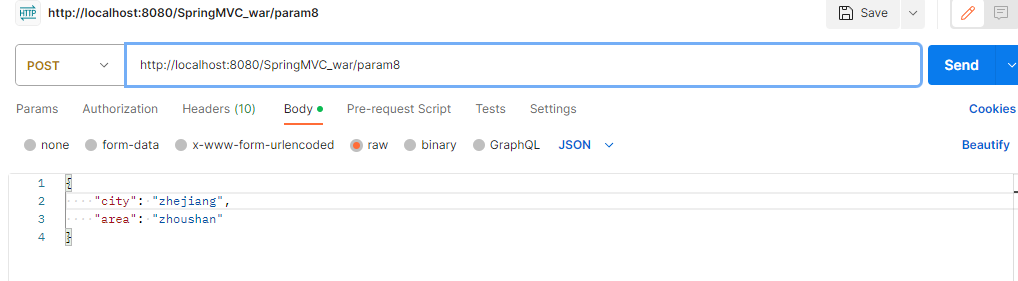 HTTP http://localhost:8080/SpringMVC_war/param8 Save
POST http://localhost:8080/SpringMVC_war/param8 Send
Params Authorization Headers (10) Body Pre-request Script Tests Settings Cookies
none form-data x-www-form-urlencoded raw binary GraphQL JSON Beautify
1 {
2 "city": "zhejiang",
3 "area": "zhoushan"
4 }